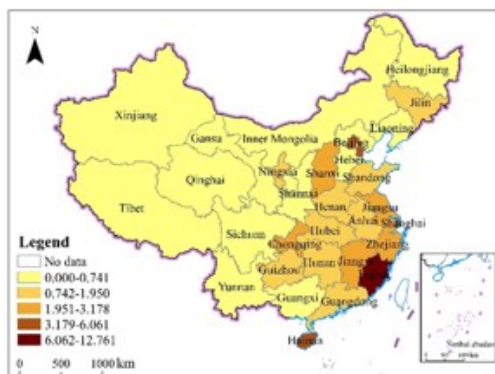 N
Heilongjiang
Jilin
Xinjiang
Liaoning
Gansu
Inner Mongolia
Beijing
Hebei
Ningxia
Shanxi
Shandong
Qinghai
Shannxi
Henan
Jiangsu
Tibet
Anhui
Shanghai
Hubei
Sichuan
Chongqing
Zhejiang
Hunan
Jiangxi
Guizhou
Yunnan
Guangxi
Guangdong
Hainan
Legend
No data
0.000-0.741
0.742-1.950
1.951-3.178
3.179-6.061
6.062-12.761
0
500
1000
km